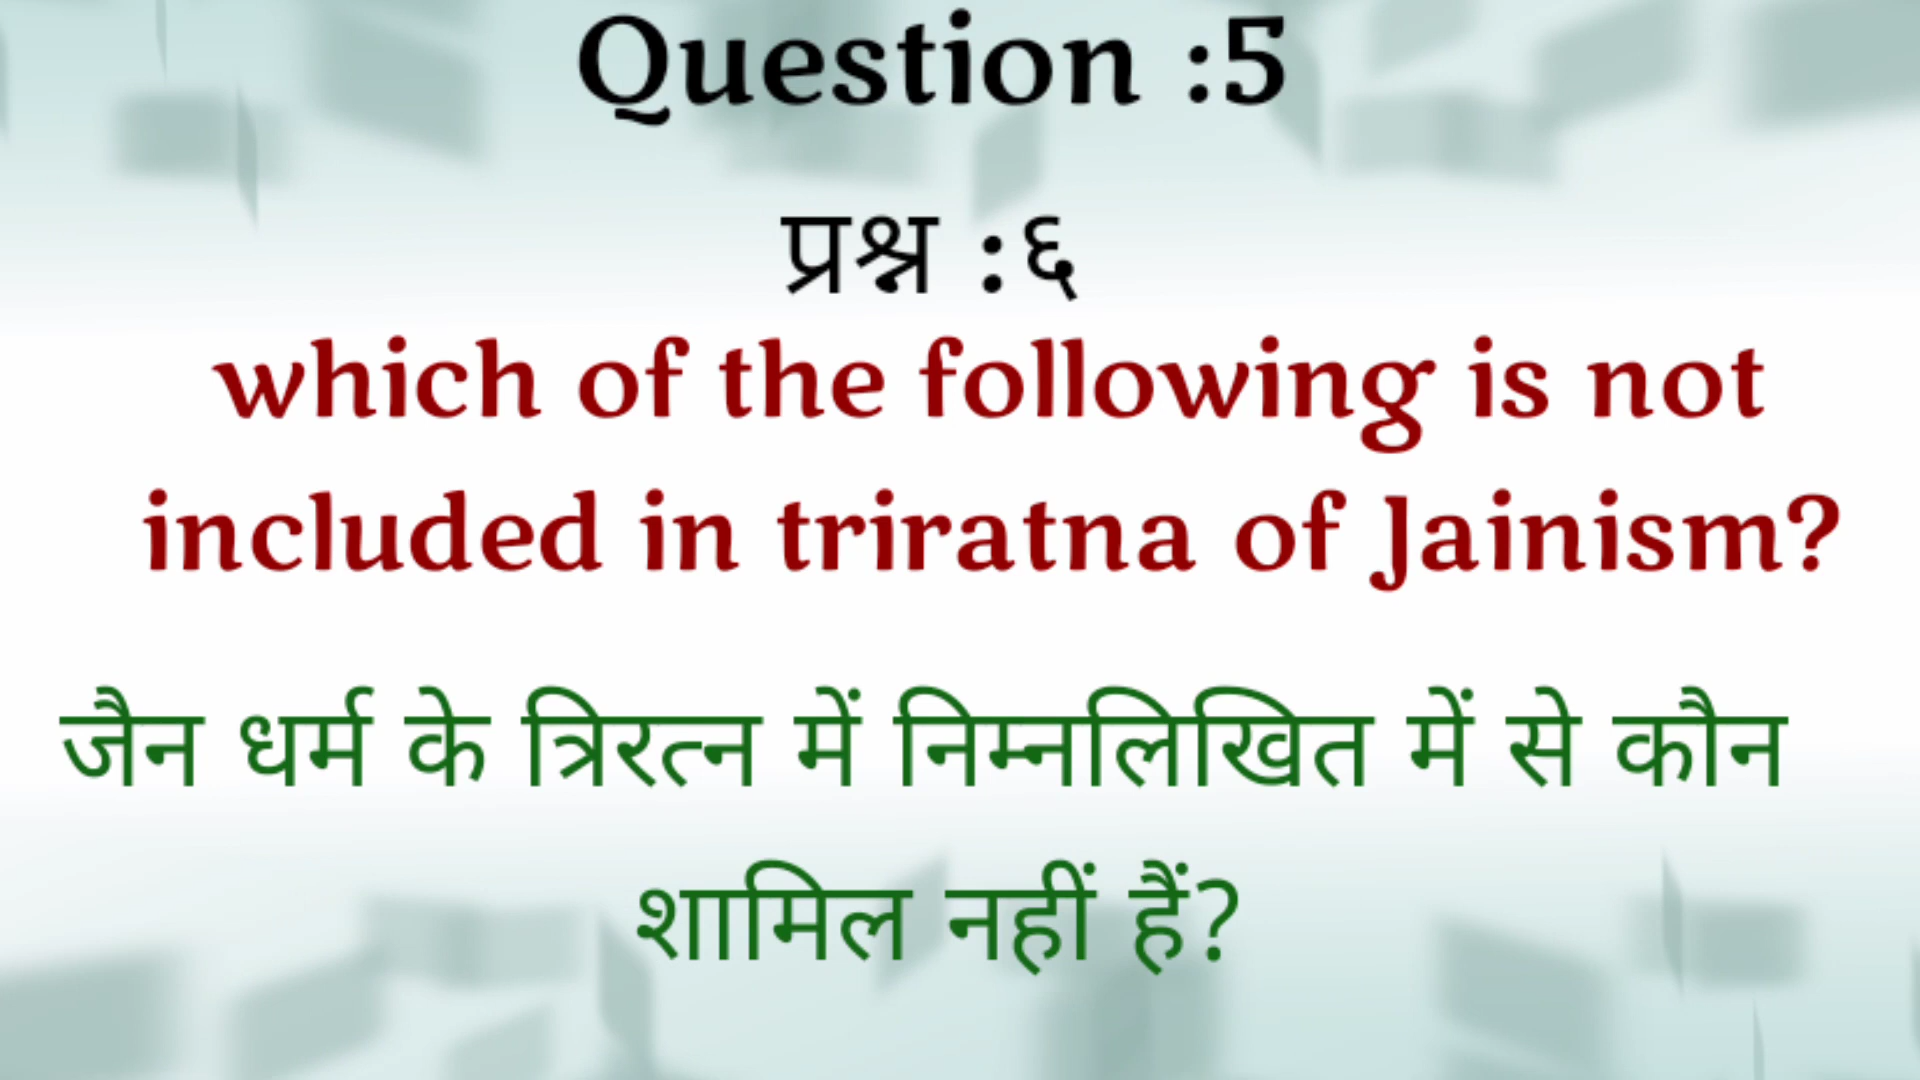 Question :5
प्रश्न :६
which of the following is not
included in triratna of Jainism?
जैन धर्म के त्रिरत्न में निम्नलिखित में से कौन
शामिल नहीं हैं?